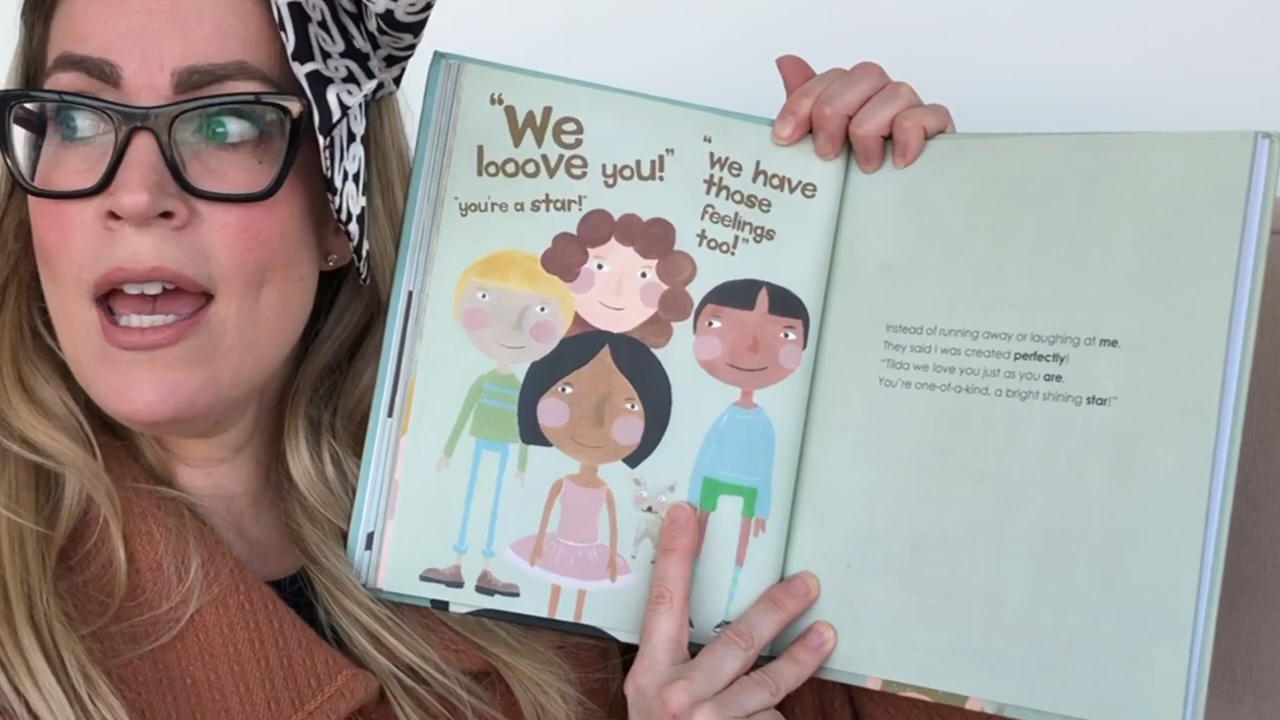 "We
looove you!"
"you're a star!"
"we have
those
feelings
too!"
Instead of running away or laughing at me.
They said I was created perfectly!
"Tilda we love you just as you are.
You're one-of-a-kind, a bright shining star!"